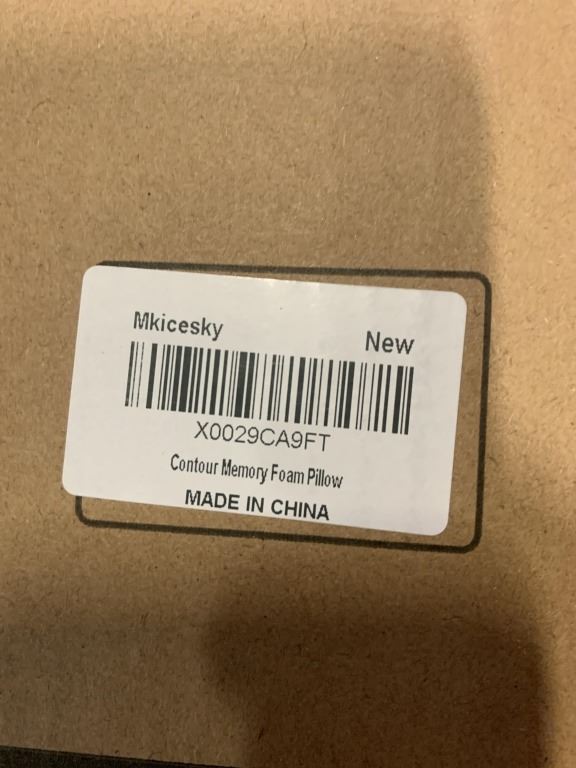 Mkicesky New
X0029CA9FT
Contour Memory Foam Pillow
MADE IN CHINA